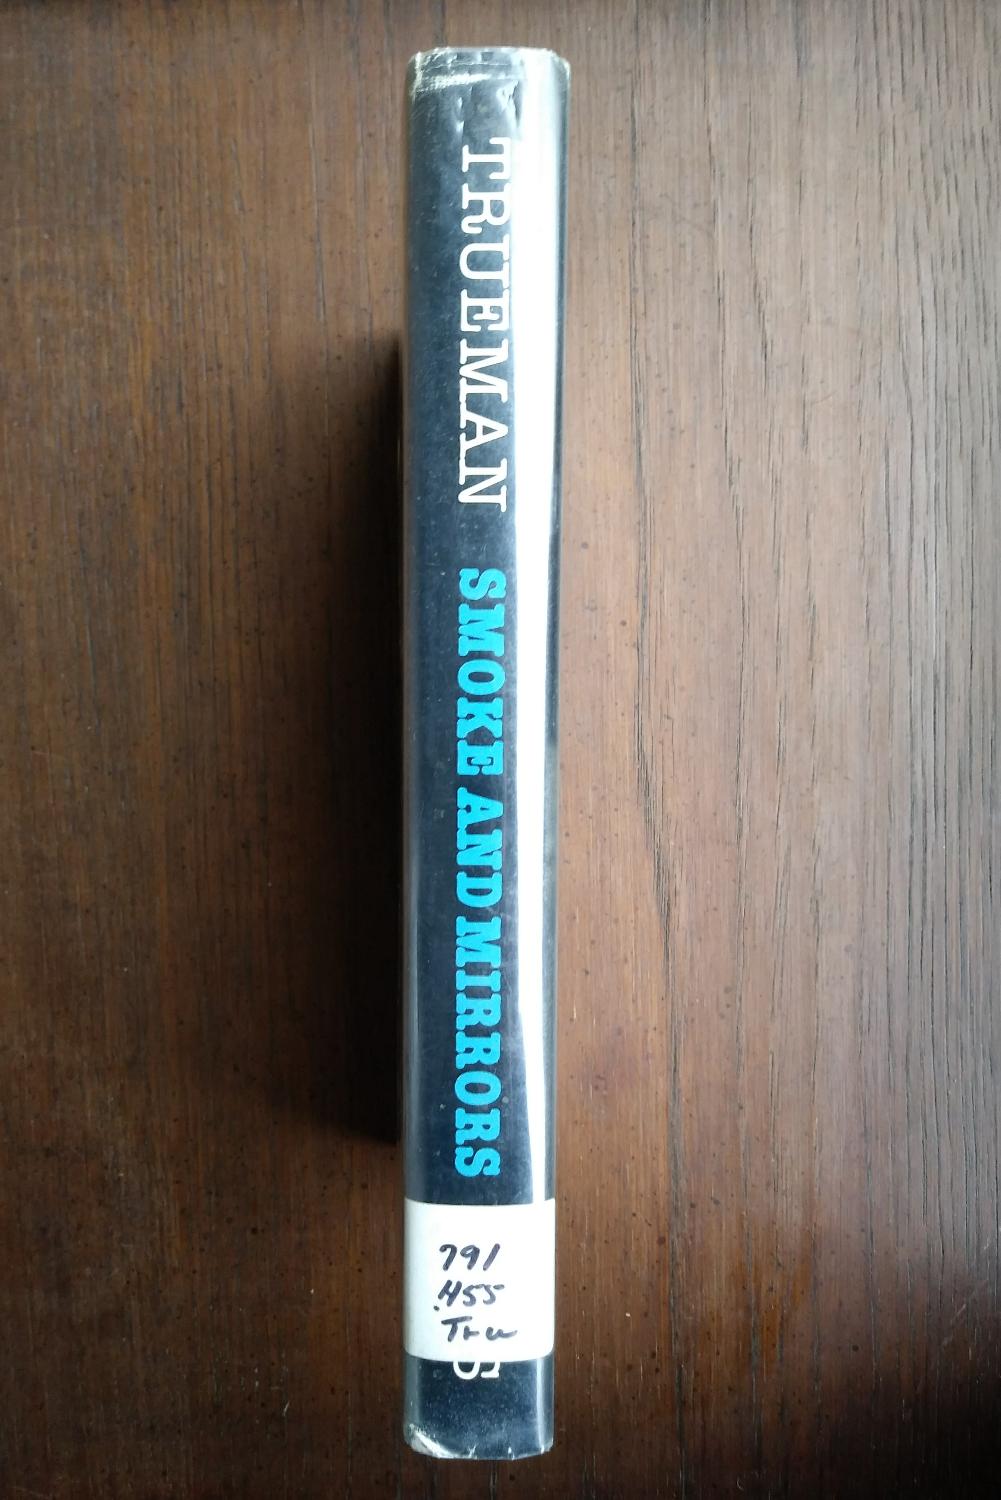 TRUEMAN SMOKE AND MIRRORS
791
.455
Tru
S